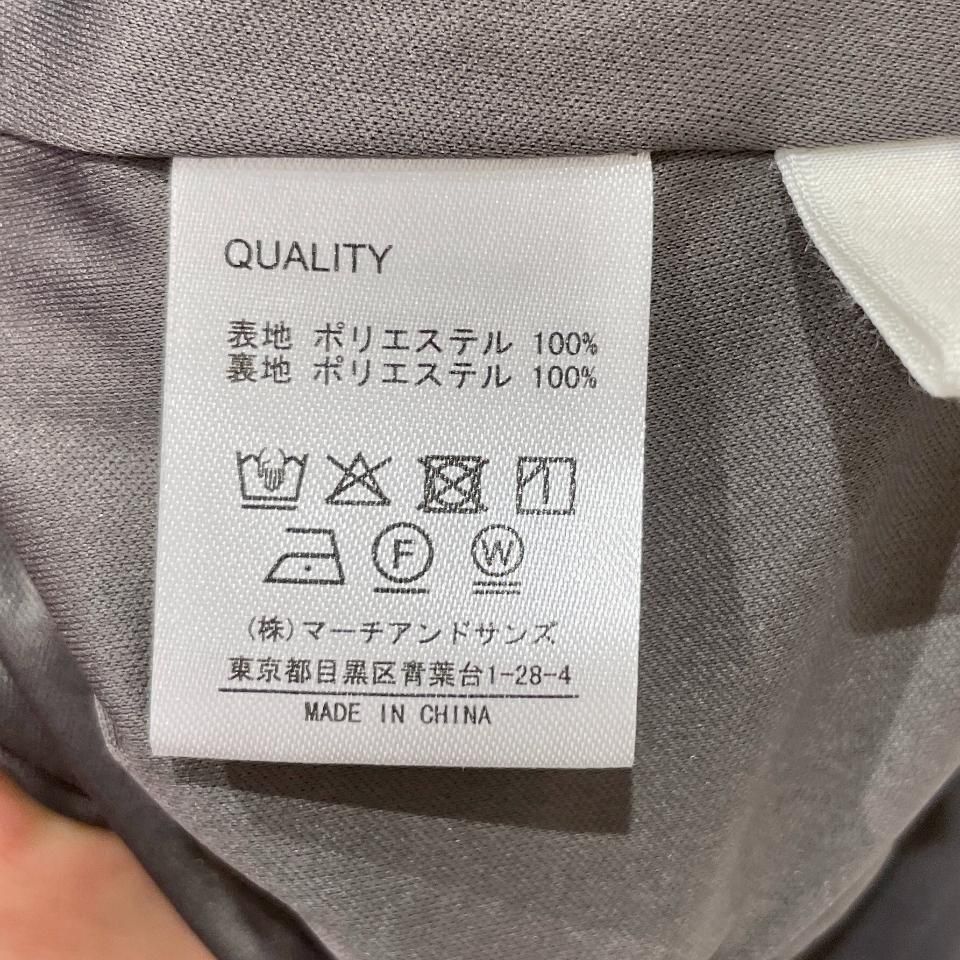 QUALITY
表地 ポリエステル 100%
裏地 ポリエステル 100%
F W
(株)マーチアンドサンズ
東京都目黒区青葉台1-28-4
MADE IN CHINA